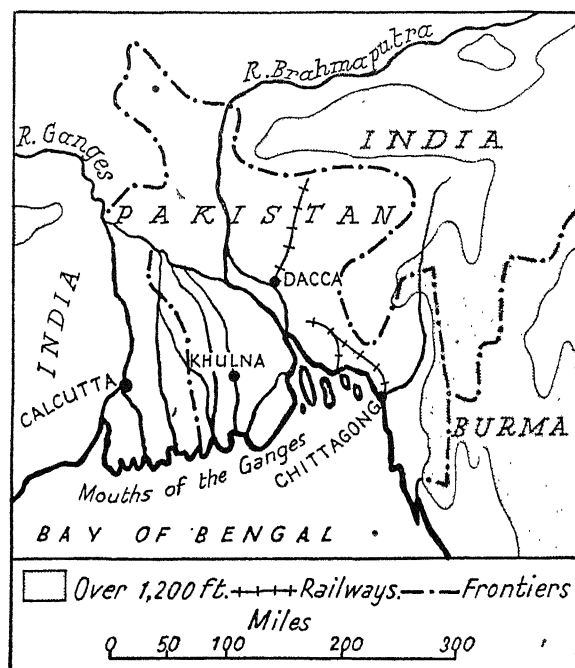 R. Brahmaputra
R. Ganges
INDIA
PAKISTAN
INDIA
DACCA
KHULNA
CALCUTTA
CHITTAGONG
BURMA
Mouths of the Ganges
BAY OF BENGAL
Over 1,200 ft. Railways. Frontiers
Miles
0 50 100 200 300